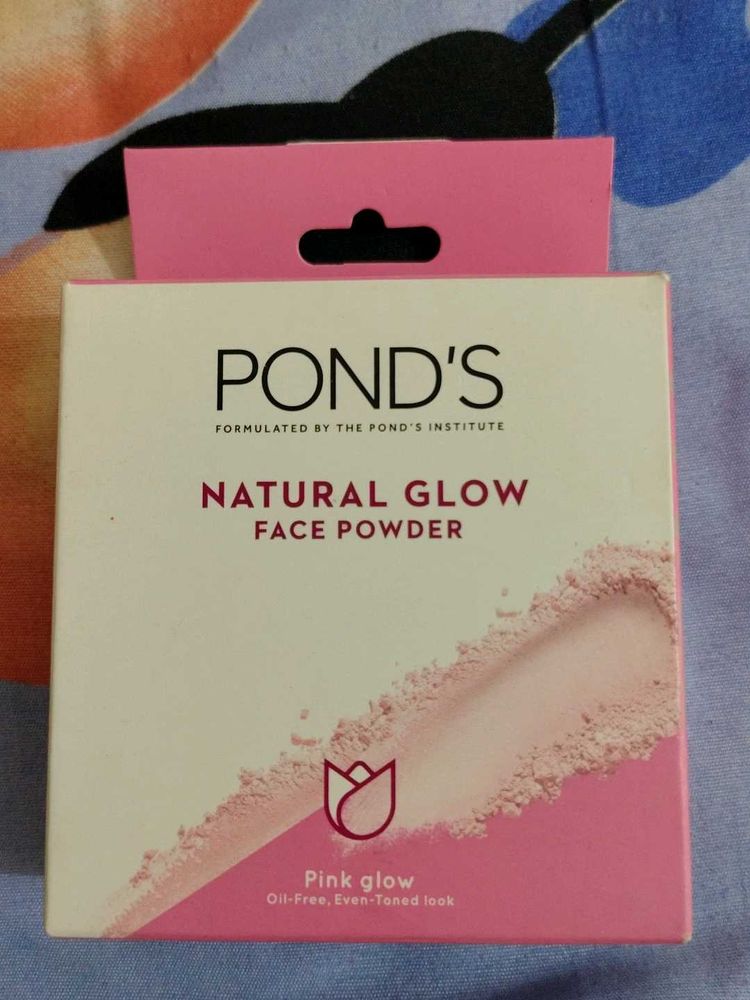 POND'S
FORMULATED BY THE POND'S INSTITUTE
NATURAL GLOW
FACE POWDER
Pink glow
Oil-Free, Even-Toned look